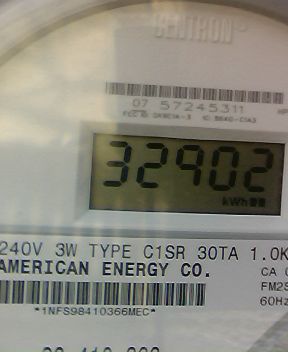 CENTRON®
07 57245311
32902
kWh
240V 3W TYPE C1SR 30TA 1.0K
AMERICAN ENERGY CO.
CA
FM2S
60Hz
*1NFS98410366MEC*